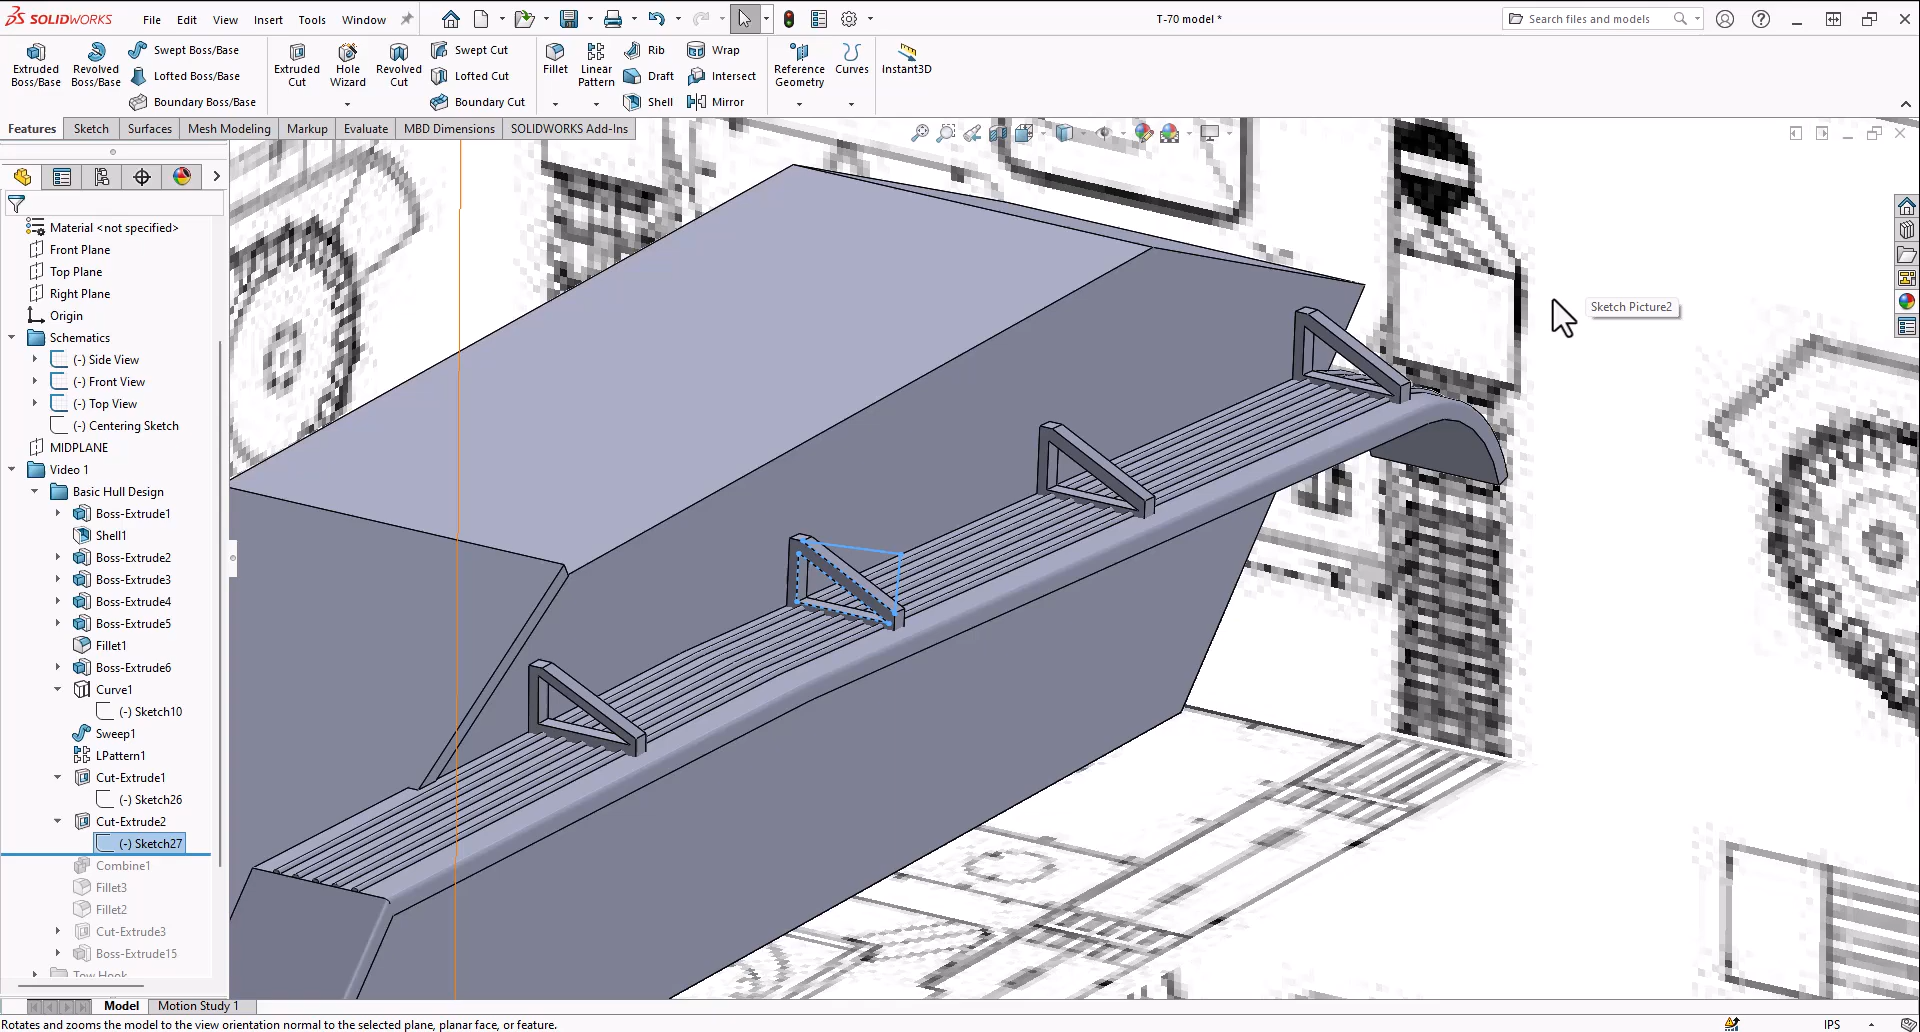 SOLIDWORKS File Edit View Insert Tools Window T-70 model * Search files and models
Extruded Boss/Base
Revolved Boss/Base
Swept Boss/Base
Lofted Boss/Base
Boundary Boss/Base
Extruded Cut
Hole Wizard
Revolved Cut
Swept Cut
Lofted Cut
Boundary Cut
Fillet
Linear Pattern
Rib
Draft
Shell
Wrap
Intersect
Mirror
Reference Geometry
Curves
Instant3D
Features Sketch Surfaces Mesh Modeling Markup Evaluate MBD Dimensions SOLIDWORKS Add-Ins
Material <not specified>
Front Plane
Top Plane
Right Plane
Origin
Schematics
(-) Side View
(-) Front View
(-) Top View
(-) Centering Sketch
MIDPLANE
Video 1
Basic Hull Design
Boss-Extrude1
Shell1
Boss-Extrude2
Boss-Extrude3
Boss-Extrude4
Boss-Extrude5
Fillet1
Boss-Extrude6
Curve1
(-) Sketch10
Sweep1
LPattern1
Cut-Extrude1
(-) Sketch26
Cut-Extrude2
(-) Sketch27
Combine1
Fillet3
Fillet2
Cut-Extrude3
Boss-Extrude15
Tow Hook
Sketch Picture2
Model Motion Study 1
Rotates and zooms the model to the view orientation normal to the selected plane, planar face, or feature. IPS